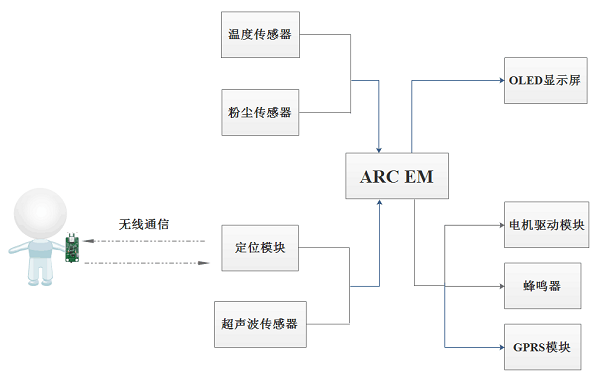 温度传感器
OLED显示屏
粉尘传感器
ARC EM
无线通信
定位模块
电机驱动模块
蜂鸣器
超声波传感器
GPRS模块